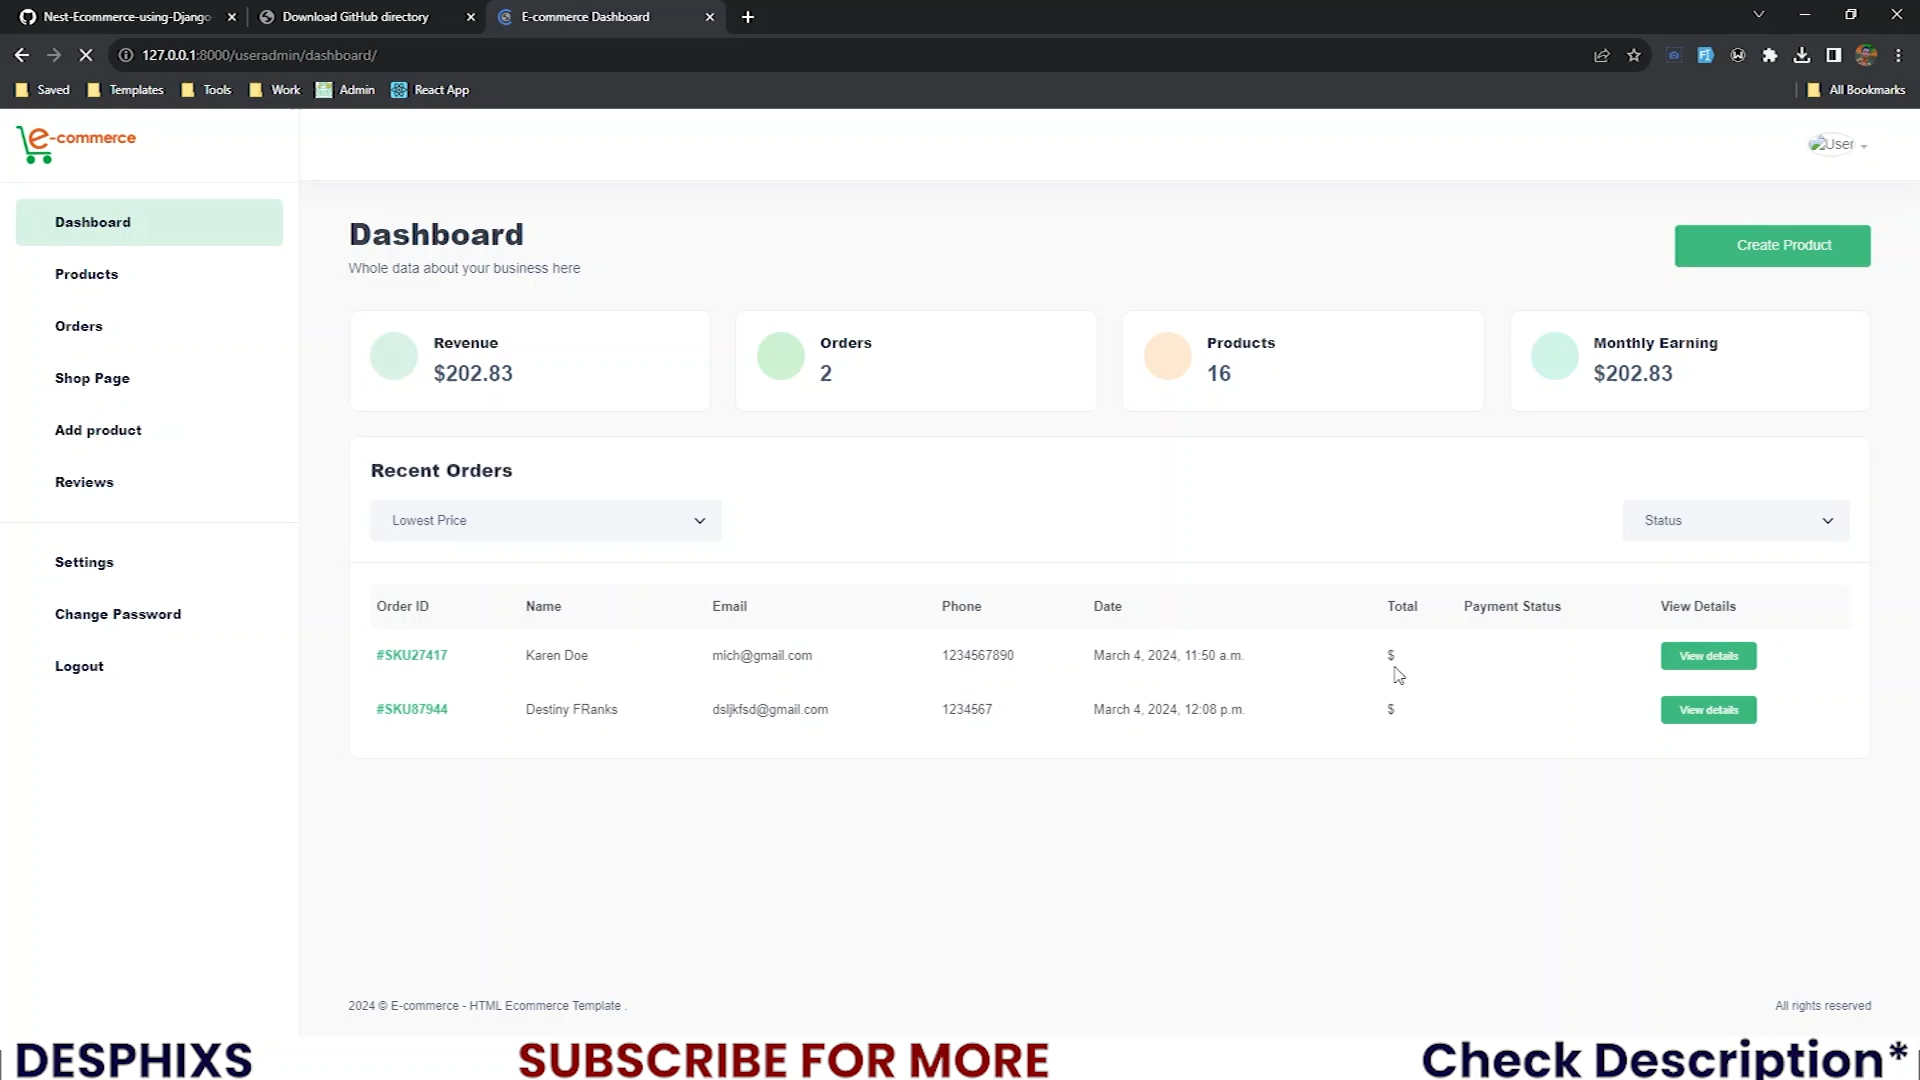 Nest-Ecommerce-using-Django
Download GitHub directory
E-commerce Dashboard
127.0.0.1:8000/useradmin/dashboard/
Saved
Templates
Tools
Work
Admin
React App
All Bookmarks
e-commerce
User
Dashboard
Products
Orders
Shop Page
Add product
Reviews
Settings
Change Password
Logout
Dashboard
Whole data about your business here
Create Product
Revenue
$202.83
Orders
2
Products
16
Monthly Earning
$202.83
Recent Orders
Lowest Price
Status
Order ID Name Email Phone Date Total Payment Status View Details
#SKU27417 Karen Doe mich@gmail.com 1234567890 March 4, 2024, 11:50 a.m. $ View details
#SKU87944 Destiny FRanks dsljkfsd@gmail.com 1234567 March 4, 2024, 12:08 p.m. $ View details
2024 © E-commerce - HTML Ecommerce Template .
All rights reserved
DESPHIXS
SUBSCRIBE FOR MORE
Check Description*